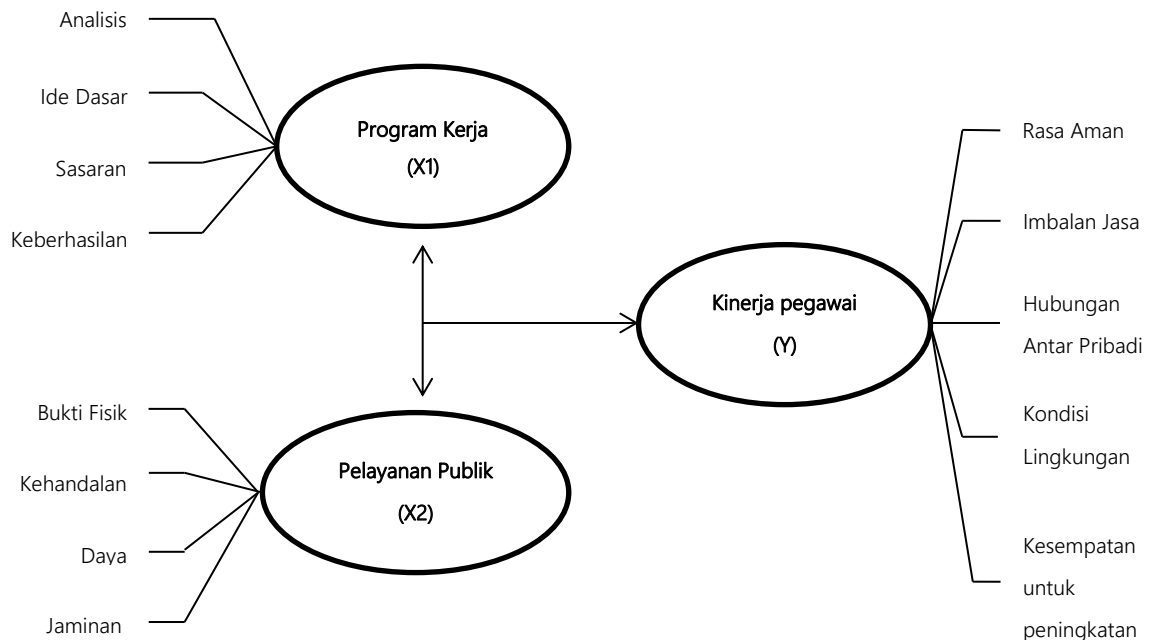 Analisis
Ide Dasar
Sasaran
Keberhasilan
Program Kerja
(X1)
Bukti Fisik
Kehandalan
Daya
Jaminan
Pelayanan Publik
(X2)
Kinerja pegawai
(Y)
Rasa Aman
Imbalan Jasa
Hubungan
Antar Pribadi
Kondisi
Lingkungan
Kesempatan
untuk
peningkatan